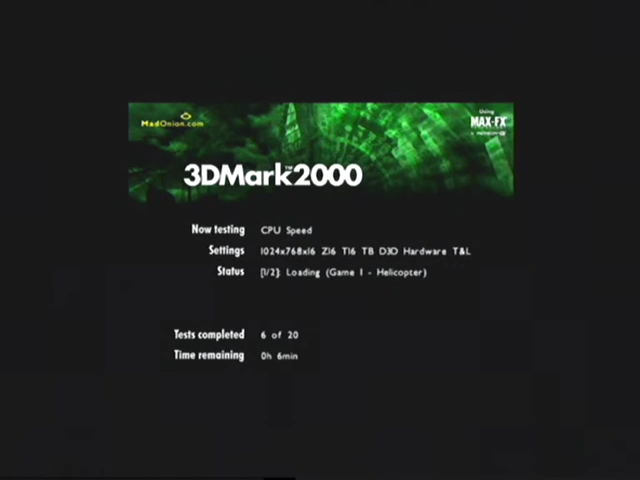 MadOnion.com
Using
MAX-FX
3DMark™2000
Now testing CPU Speed
Settings 1024x768x16 Z16 T16 TB D3D Hardware T&L
Status [1/2] Loading (Game 1 - Helicopter)
Tests completed 6 of 20
Time remaining 0h 6min